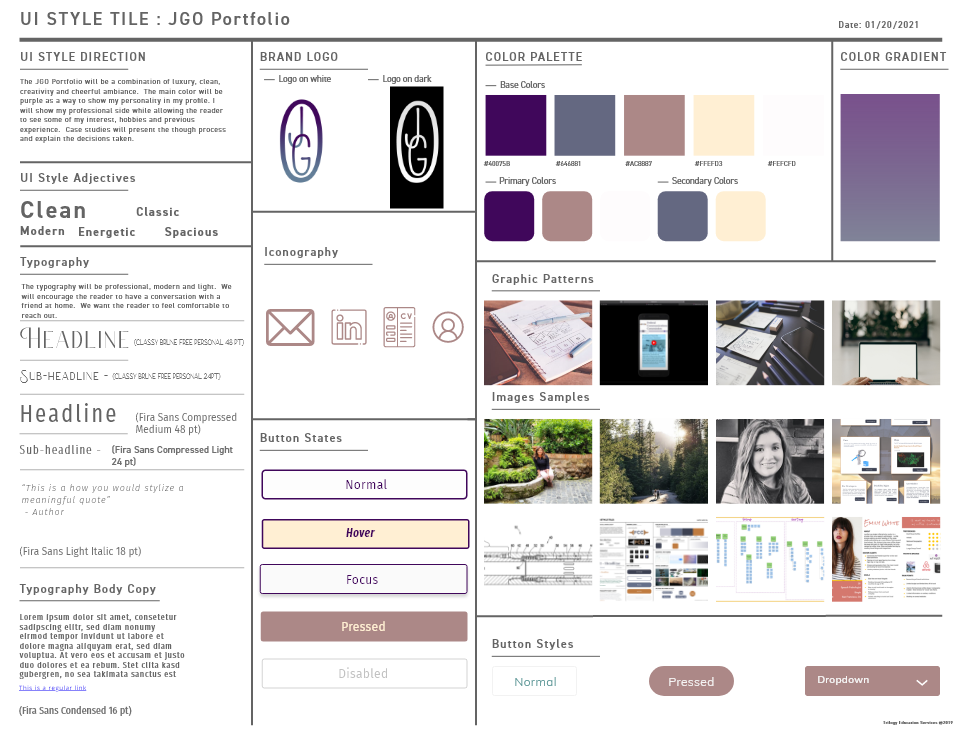 UI STYLE TILE : JGO Portfolio
Date: 01/20/2021
UI STYLE DIRECTION
The JGO Portfolio will be a combination of luxury, clean,
creativity and cheerful ambiance. The main color will be
purple as a way to show my personality in my profile. I
will show my professional side while allowing the reader
to see some of my interest, hobbies and previous
experience. Case studies will present the though process
and explain the decisions taken.
UI Style Adjectives
Clean
Classic
Modern Energetic Spacious
Typography
The typography will be professional, modern and light. We
will encourage the reader to have a conversation with a
friend at home. We want the reader to feel comfortable to
reach out.
Headline (Classy Brlne Free Personal 48 pt)
Sub-headline - (Classy Brlne Free Personal 24pt)
Headline (Fira Sans Compressed
Medium 48 pt)
Sub-headline - (Fira Sans Compressed Light
24 pt)
“This is a how you would stylize a
meaningful quote”
- Author
(Fira Sans Light Italic 18 pt)
Typography Body Copy
Lorem ipsum dolor sit amet, consetetur
sadipscing elitr, sed diam nonumy
eirmod tempor invidunt ut labore et
dolore magna aliquyam erat, sed diam
voluptua. At vero eos et accusam et justo
duo dolores et ea rebum. Stet clita kasd
gubergren, no sea takimata sanctus est
This is a regular link
(Fira Sans Condensed 16 pt)
BRAND LOGO
— Logo on white — Logo on dark
JGO
JGO
Iconography
in
CV
Button States
Normal
Hover
Focus
Pressed
Disabled
COLOR PALETTE
— Base Colors
#40075B #646881 #AC8887 #FFEFD3 #FEFCFD
— Primary Colors — Secondary Colors
COLOR GRADIENT
Graphic Patterns
Images Samples
Emily White
Button Styles
Normal
Pressed
Dropdown
Trilogy Education Services @2019